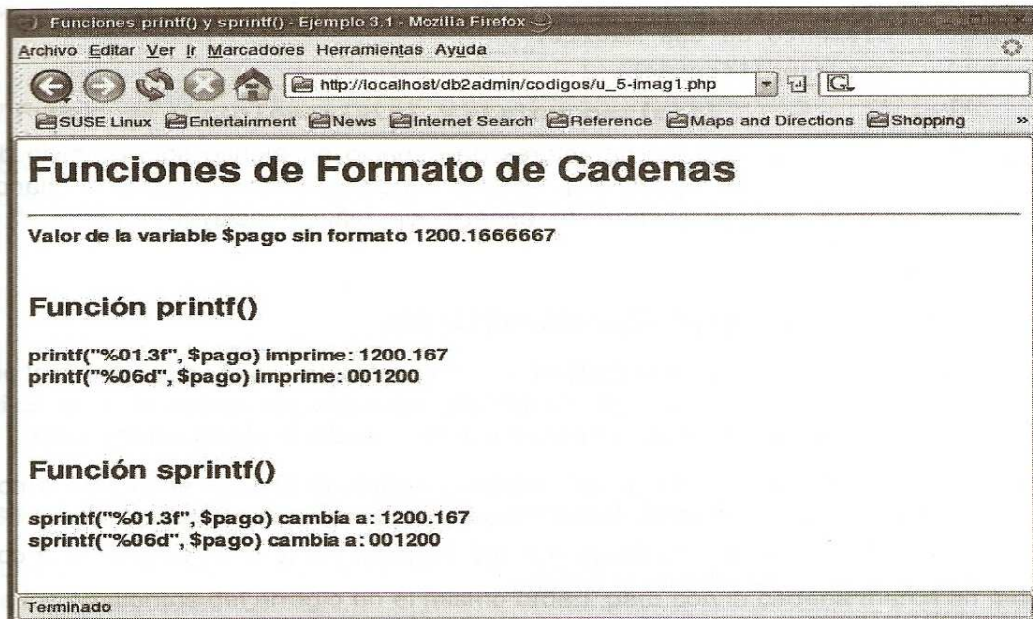 Funciones printf() y sprintf() - Ejemplo 3.1 - Mozilla Firefox
Archivo Editar Ver Ir Marcadores Herramientas Ayuda
http://localhost/db2admin/codigos/u_5-imag1.php
SUSE Linux Entertainment News Internet Search Reference Maps and Directions Shopping »
Funciones de Formato de Cadenas
Valor de la variable $pago sin formato 1200.1666667
Función printf()
printf("%01.3f", $pago) imprime: 1200.167
printf("%06d", $pago) imprime: 001200
Función sprintf()
sprintf("%01.3f", $pago) cambia a: 1200.167
sprintf("%06d", $pago) cambia a: 001200
Terminado